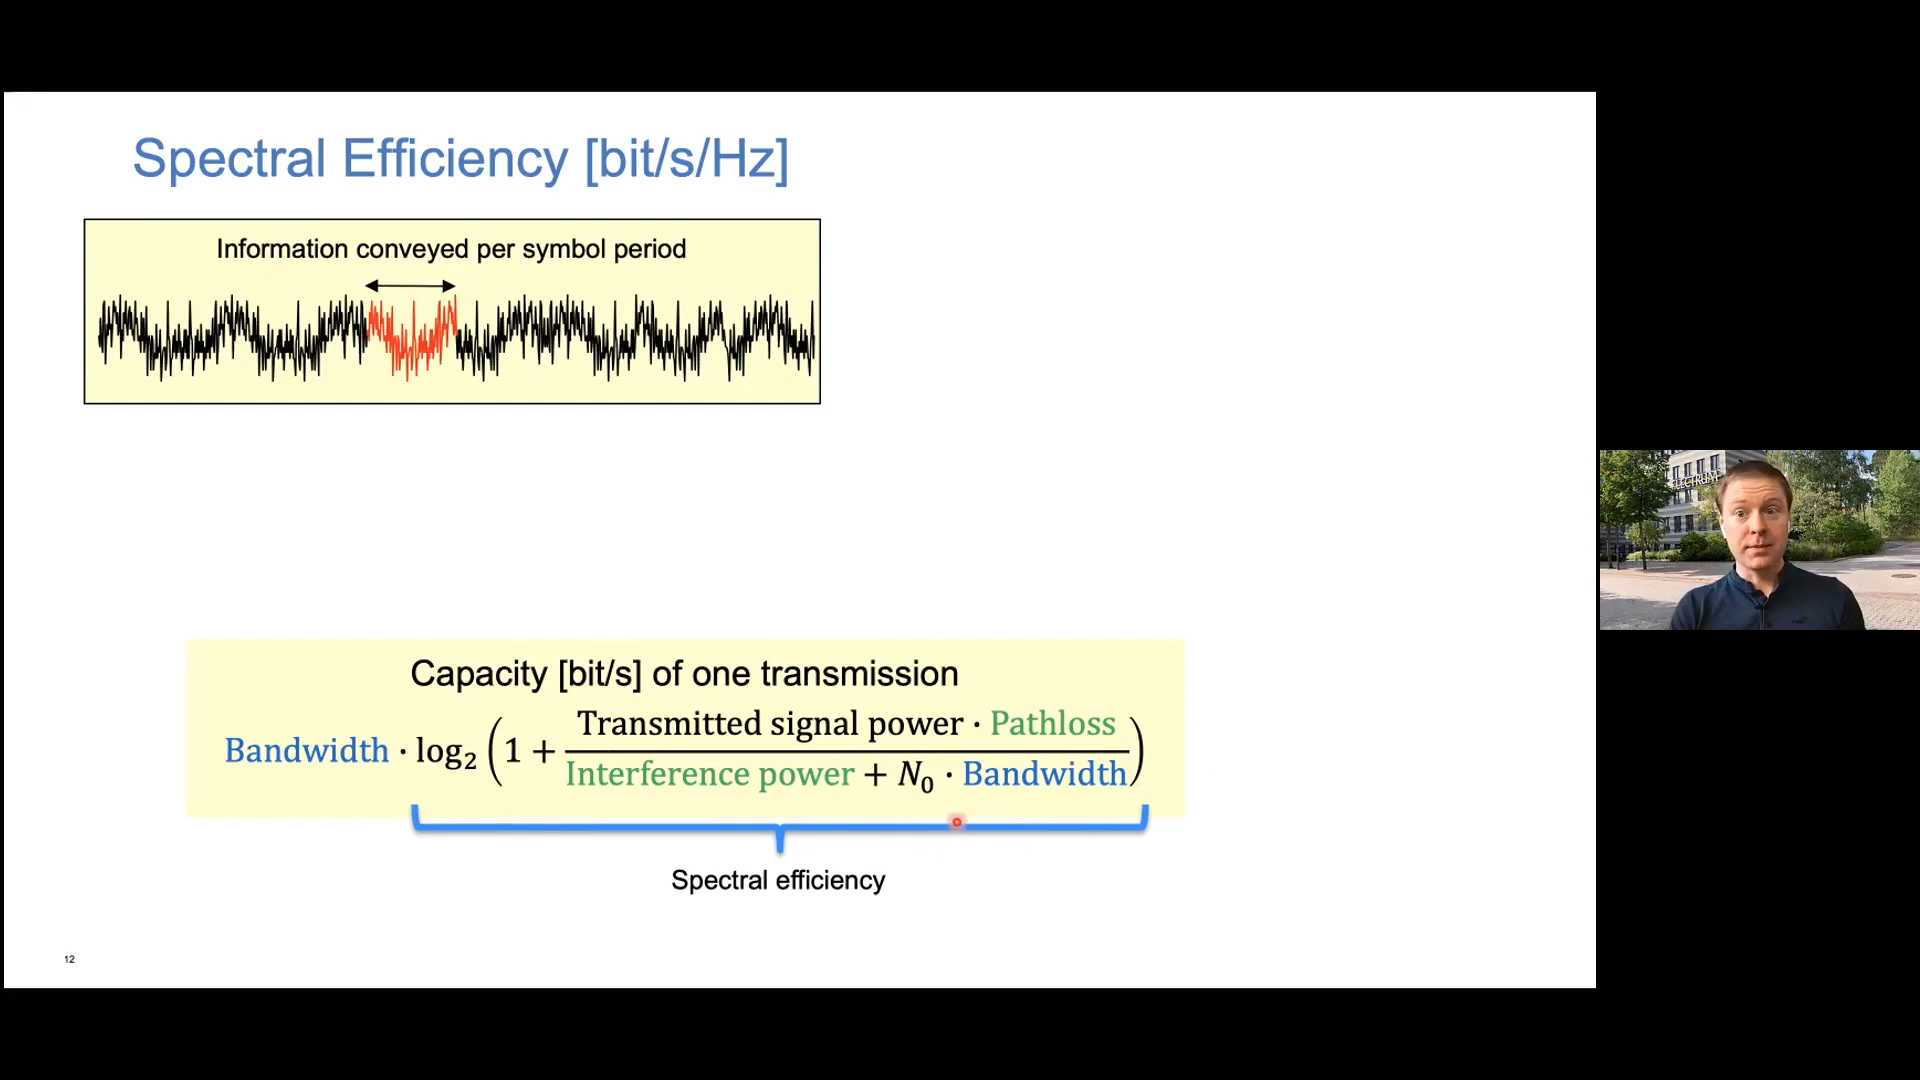 Spectral Efficiency [bit/s/Hz]
Information conveyed per symbol period
Capacity [bit/s] of one transmission
Bandwidth · log₂ (1 + Transmitted signal power · Pathloss / Interference power + N₀ · Bandwidth)
Spectral efficiency
12